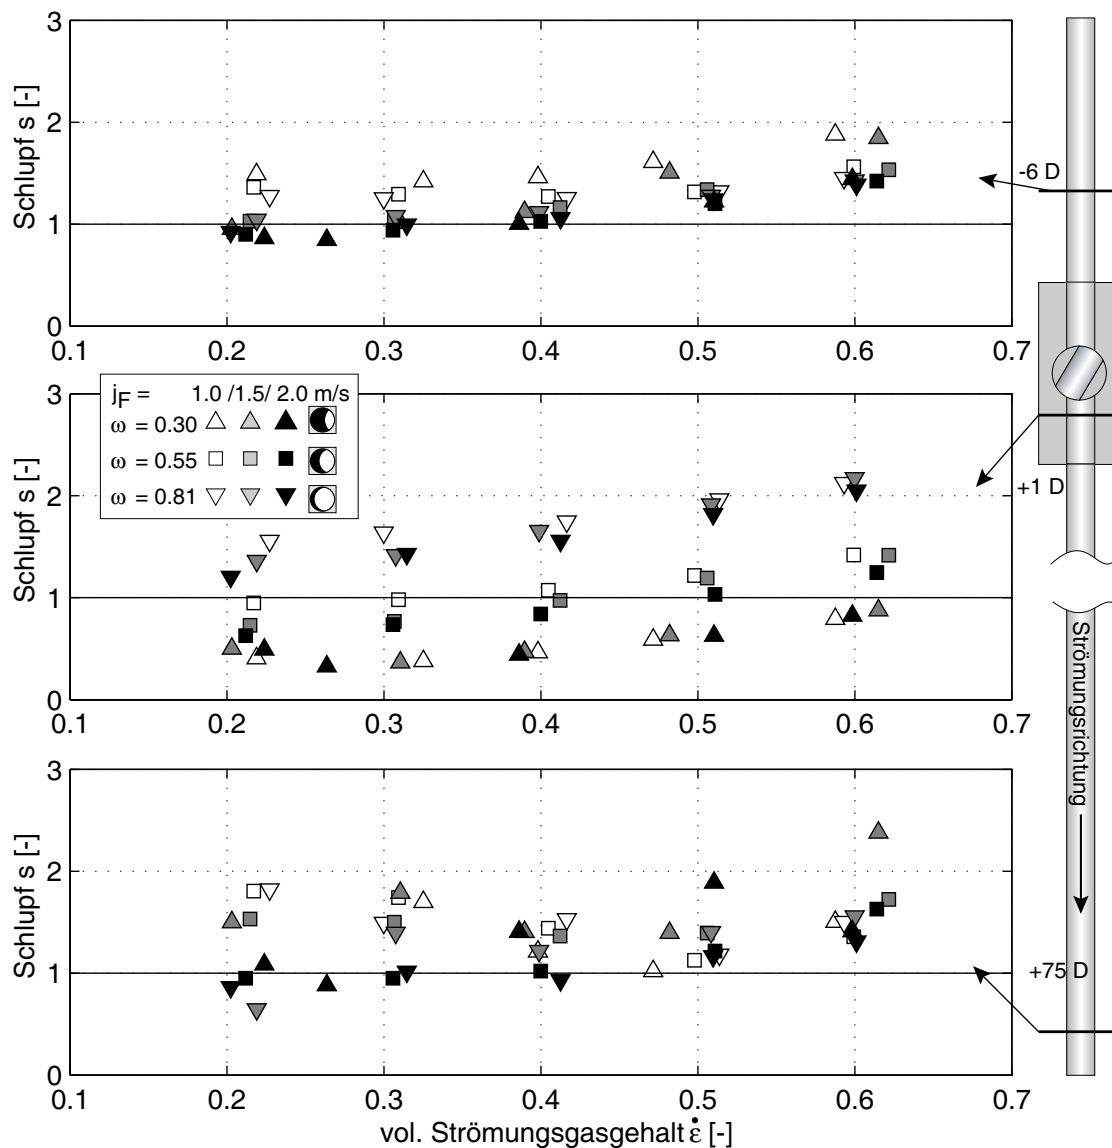 3
2
1
0
Schlupf s [-]
0.1 0.2 0.3 0.4 0.5 0.6 0.7
-6 D
j_F = 1.0 /1.5/ 2.0 m/s
ω = 0.30
ω = 0.55
ω = 0.81
3
2
1
0
Schlupf s [-]
0.1 0.2 0.3 0.4 0.5 0.6 0.7
+1 D
Strömungsrichtung
3
2
1
0
Schlupf s [-]
0.1 0.2 0.3 0.4 0.5 0.6 0.7
+75 D
vol. Strömungsgasgehalt ε̇ [-]